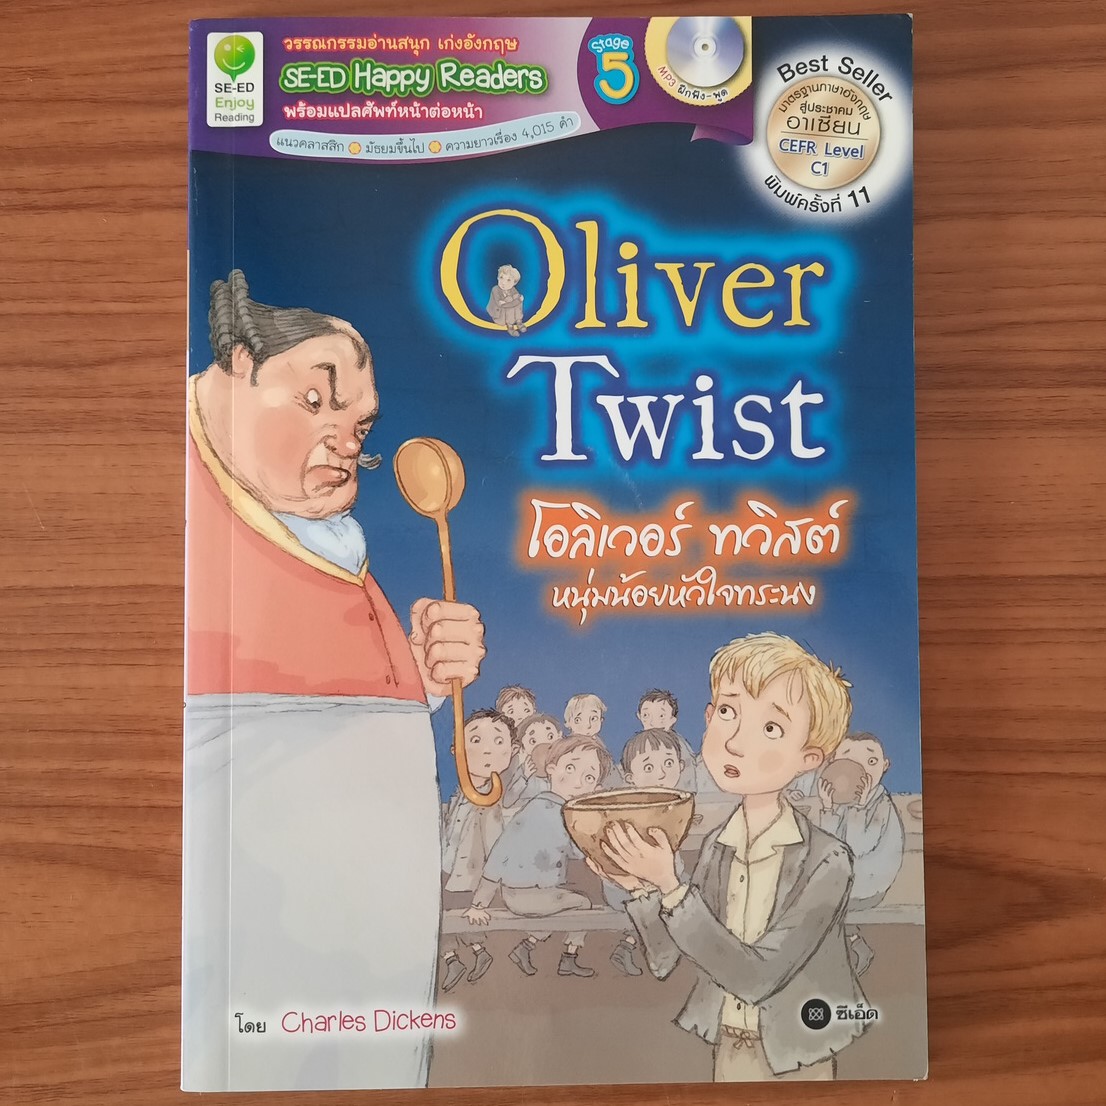 SE-ED
Enjoy
Reading
วรรณกรรมอ่านสนุก เก่งอังกฤษ
SE-ED Happy Readers
พร้อมแปลศัพท์หน้าต่อหน้า
แนวคลาสสิก มัธยมขึ้นไป ความยาวเรื่อง 4,015 คำ
Stage
5
MP3 ฝึกฟัง-พูด
Best Seller
มาตรฐานภาษาอังกฤษ
สู่ประชาคม
อาเซียน
CEFR Level
C1
พิมพ์ครั้งที่ 11
Oliver
Twist
โอลิเวอร์ ทวิสต์
หนุ่มน้อยหัวใจทระนง
โดย Charles Dickens
ซีเอ็ด